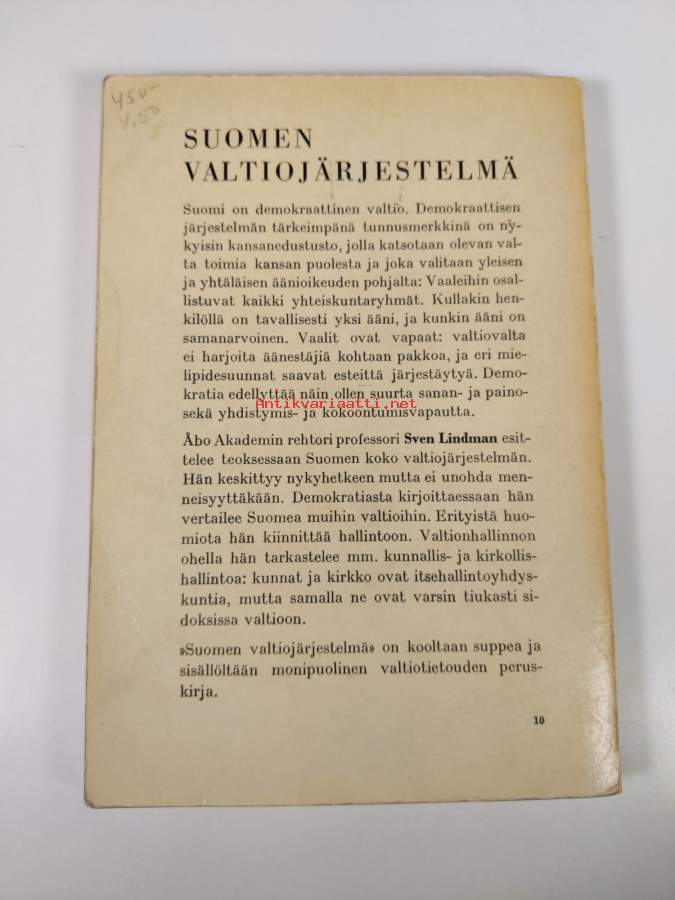 450-
4.50
SUOMEN
VALTIOJÄRJESTELMÄ
Suomi on demokraattinen valtio. Demokraattisen
järjestelmän tärkeimpänä tunnusmerkkinä on ny-
kyisin kansanedustusto, jolla katsotaan olevan val-
ta toimia kansan puolesta ja joka valitaan yleisen
ja yhtäläisen äänioikeuden pohjalta: Vaaleihin osal-
listuvat kaikki yhteiskuntaryhmät. Kullakin hen-
kilöllä on tavallisesti yksi ääni, ja kunkin ääni on
samanarvoinen. Vaalit ovat vapaat: valtiovalta
ei harjoita äänestäjiä kohtaan pakkoa, ja eri mie-
lipidesuunnat saavat esteittä järjestäytyä. Demo-
kratia edellyttää näin ollen suurta sanan- ja paino-
Antikvariaatti.net
sekä yhdistymis- ja kokoontumisvapautta.
Åbo Akademin rehtori professori Sven Lindman esit-
telee teoksessaan Suomen koko valtiojärjestelmän.
Hän keskittyy nykyhetkeen mutta ei unohda men-
neisyyttäkään. Demokratiasta kirjoittaessaan hän
vertailee Suomea muihin valtioihin. Erityistä huo-
miota hän kiinnittää hallintoon. Valtionhallinnon
ohella hän tarkastelee mm. kunnallis- ja kirkollis-
hallintoa: kunnat ja kirkko ovat itsehallintoyhdys-
kuntia, mutta samalla ne ovat varsin tiukasti si-
doksissa valtioon.
»Suomen valtiojärjestelmä» on kooltaan suppea ja
sisällöltään monipuolinen valtiotietouden perus-
kirja.
10